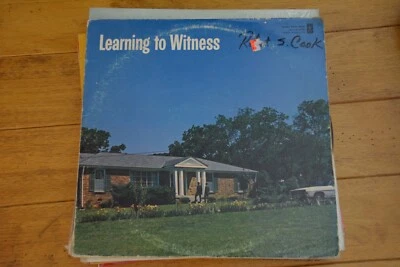 Learning to Witness
S. Cook